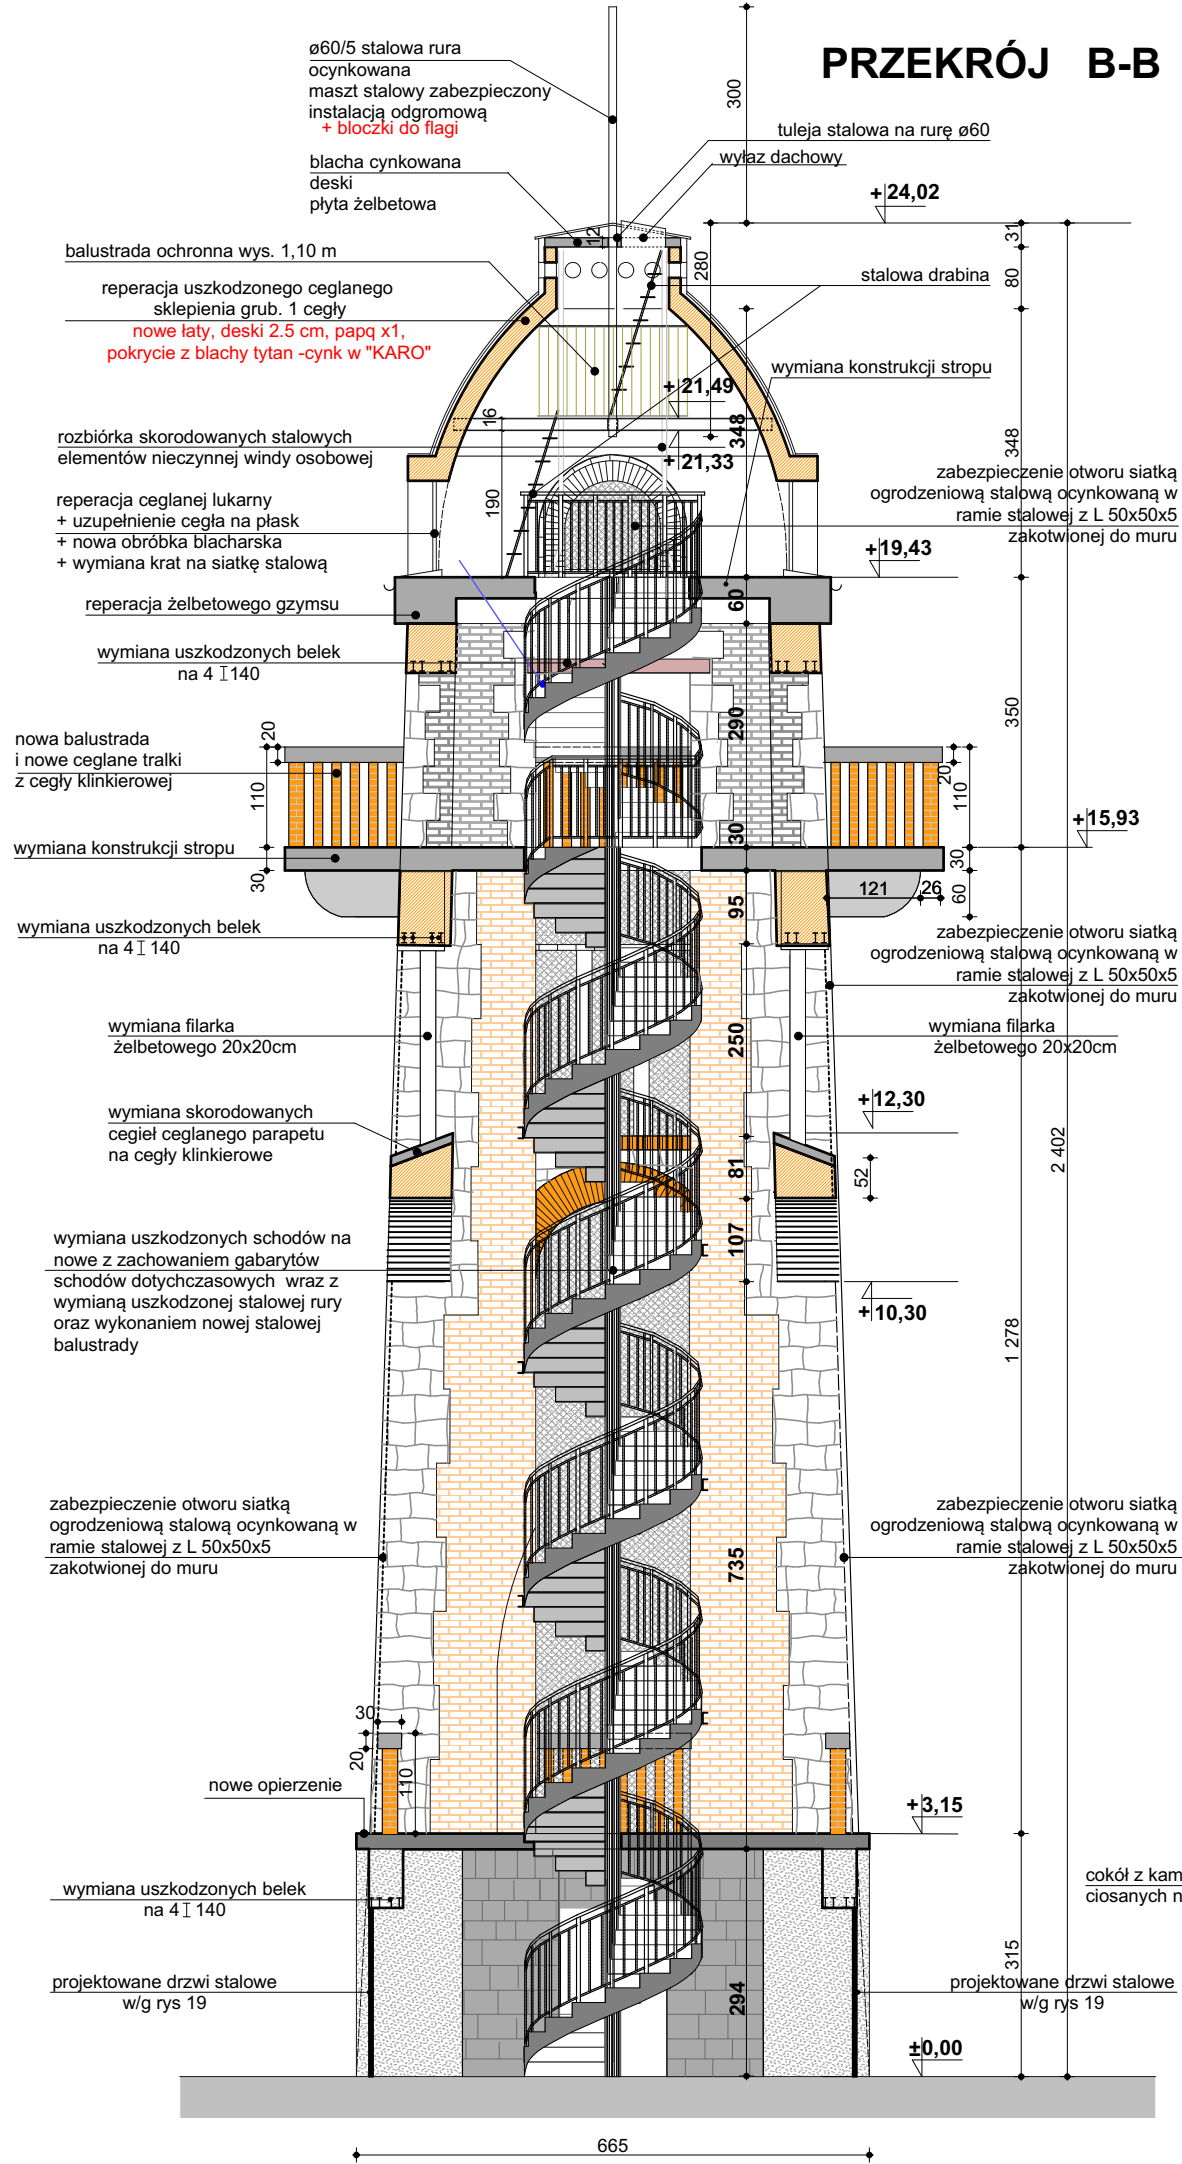 PRZEKRÓJ B-B
ø60/5 stalowa rura
ocynkowana
maszt stalowy zabezpieczony
instalacją odgromową
+ bloczki do flagi
300
tuleja stalowa na rurę ø60
wyłaz dachowy
blacha cynkowana
deski
płyta żelbetowa
+24,02
12
31
balustrada ochronna wys. 1,10 m
280
stalowa drabina
80
reperacja uszkodzonego ceglanego
sklepienia grub. 1 cegły
nowe łaty, deski 2.5 cm, papq x1,
pokrycie z blachy tytan -cynk w "KARO"
wymiana konstrukcji stropu
+21,49
16
348
348
rozbiórka skorodowanych stalowych
elementów nieczynnej windy osobowej
+21,33
zabezpieczenie otworu siatką
ogrodzeniową stalową ocynkowaną w
ramie stalowej z L 50x50x5
zakotwionej do muru
190
reperacja ceglanej lukarny
+ uzupełnienie cegła na płask
+ nowa obróbka blacharska
+ wymiana krat na siatkę stalową
+19,43
60
reperacja żelbetowego gzymsu
wymiana uszkodzonych belek
na 4 I 140
290
350
nowa balustrada
i nowe ceglane tralki
z cegły klinkierowej
20
110
20
110
+15,93
wymiana konstrukcji stropu
30
30
30
121
26
60
95
wymiana uszkodzonych belek
na 4 I 140
zabezpieczenie otworu siatką
ogrodzeniową stalową ocynkowaną w
ramie stalowej z L 50x50x5
zakotwionej do muru
wymiana filarka
żelbetowego 20x20cm
250
wymiana filarka
żelbetowego 20x20cm
wymiana skorodowanych
cegieł ceglanego parapetu
na cegły klinkierowe
+12,30
2 402
81
52
107
wymiana uszkodzonych schodów na
nowe z zachowaniem gabarytów
schodów dotychczasowych wraz z
wymianą uszkodzonej stalowej rury
oraz wykonaniem nowej stalowej
balustrady
+10,30
1 278
zabezpieczenie otworu siatką
ogrodzeniową stalową ocynkowaną w
ramie stalowej z L 50x50x5
zakotwionej do muru
735
zabezpieczenie otworu siatką
ogrodzeniową stalową ocynkowaną w
ramie stalowej z L 50x50x5
zakotwionej do muru
30
20
110
nowe opierzenie
+3,15
wymiana uszkodzonych belek
na 4 I 140
cokół z kam
ciosanych n
315
projektowane drzwi stalowe
w/g rys 19
294
projektowane drzwi stalowe
w/g rys 19
±0,00
665